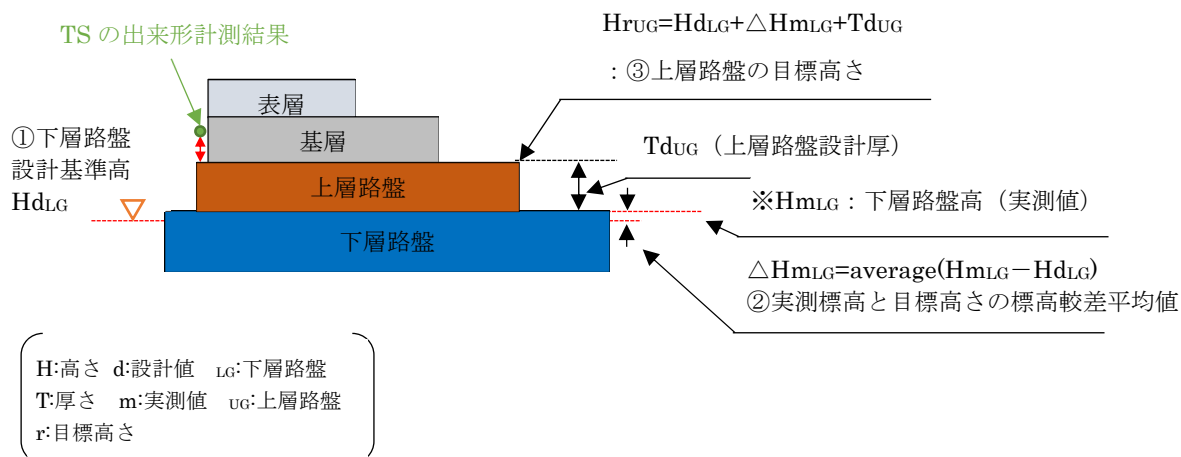 TS の出来形計測結果
HrUG=HdLG+△HmLG+TdUG
：③上層路盤の目標高さ
表層
基層
①下層路盤
設計基準高
HdLG
TdUG（上層路盤設計厚）
上層路盤
※HmLG：下層路盤高（実測値）
下層路盤
△HmLG=average(HmLG－HdLG)
②実測標高と目標高さの標高較差平均値
H:高さ d:設計値 LG:下層路盤
T:厚さ m:実測値 UG:上層路盤
r:目標高さ